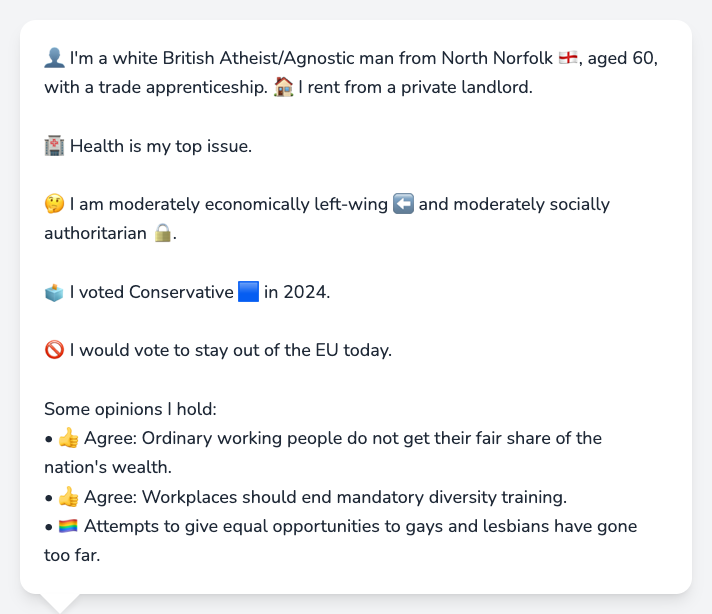 👤 I'm a white British Atheist/Agnostic man from North Norfolk 🏴󠁧󠁢󠁥󠁮󠁧󠁿, aged 60,
with a trade apprenticeship. 🏠 I rent from a private landlord.
🏥 Health is my top issue.
🤔 I am moderately economically left-wing ⬅️ and moderately socially
authoritarian 🔒.
🗳️ I voted Conservative 🟦 in 2024.
🚫 I would vote to stay out of the EU today.
Some opinions I hold:
• 👍 Agree: Ordinary working people do not get their fair share of the
nation's wealth.
• 👍 Agree: Workplaces should end mandatory diversity training.
• 🏳️‍🌈 Attempts to give equal opportunities to gays and lesbians have gone
too far.